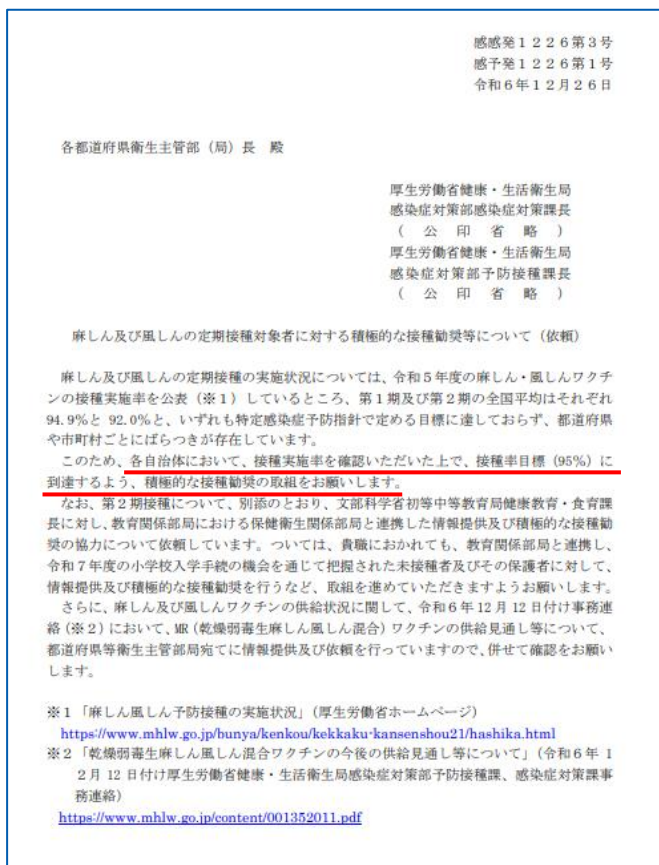 感感発1226第3号
感予発1226第1号
令和6年12月26日
各都道府県衛生主管部（局）長 殿
厚生労働省健康・生活衛生局
感染症対策部感染症対策課長
（ 公 印 省 略 ）
厚生労働省健康・生活衛生局
感染症対策部予防接種課長
（ 公 印 省 略 ）
麻しん及び風しんの定期接種対象者に対する積極的な接種勧奨等について（依頼）
麻しん及び風しんの定期接種の実施状況については、令和5年度の麻しん・風しんワクチ
ンの接種実施率を公表（※1）しているところ、第1期及び第2期の全国平均はそれぞれ
94.9%と 92.0%と、いずれも特定感染症予防指針で定める目標に達しておらず、都道府県
や市町村ごとにばらつきが存在しています。
このため、各自治体において、接種実施率を確認いただいた上で、接種率目標（95%）に
到達するよう、積極的な接種勧奨の取組をお願いします。
なお、第2期接種について、別添のとおり、文部科学省初等中等教育局健康教育・食育課
長に対し、教育関係部局における保健衛生関係部局と連携した情報提供及び積極的な接種勧
奨の協力について依頼しています。ついては、貴職におかれても、教育関係部局と連携し、
令和7年度の小学校入学手続の機会を通じて把握された未接種者及びその保護者に対して、
情報提供及び積極的な接種勧奨を行うなど、取組を進めていただきますようお願いします。
さらに、麻しん及び風しんワクチンの供給状況に関して、令和6年12月12日付け事務連
絡（※2）において、MR（乾燥弱毒生麻しん風しん混合）ワクチンの供給見通し等について、
都道府県等衛生主管部局宛てに情報提供及び依頼を行っていますので、併せて確認をお願い
します。
※1「麻しん風しん予防接種の実施状況」（厚生労働省ホームページ）
https://www.mhlw.go.jp/bunya/kenkou/kekkaku-kansenshou21/hashika.html
※2「乾燥弱毒生麻しん風しん混合ワクチンの今後の供給見通し等について」（令和6年1
2月12日付け厚生労働省健康・生活衛生局感染症対策部予防接種課、感染症対策課事
務連絡）
https://www.mhlw.go.jp/content/001352011.pdf